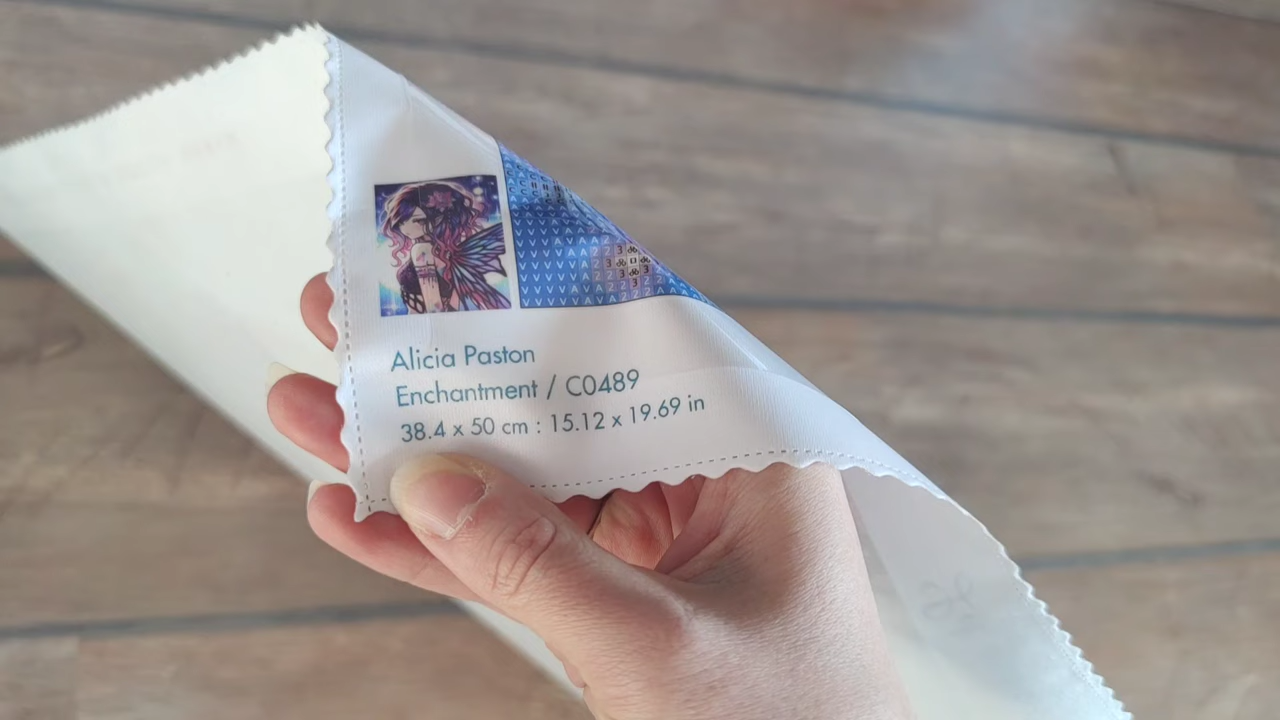 Alicia Paston
Enchantment / C0489
38.4 x 50 cm : 15.12 x 19.69 in